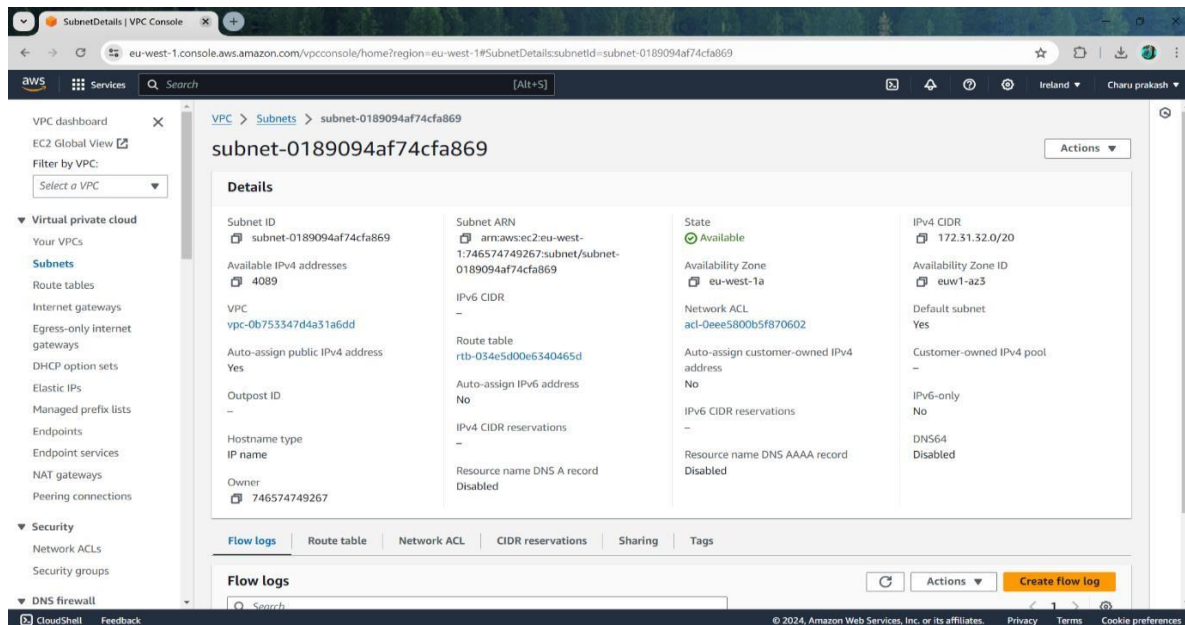 SubnetDetails | VPC Console
eu-west-1.console.aws.amazon.com/vpcconsole/home?region=eu-west-1#SubnetDetails:subnetId=subnet-0189094af74cfa869
aws
Services
Search
[Alt+S]
Ireland
Charu prakash
VPC dashboard
EC2 Global View
Filter by VPC:
Select a VPC
Virtual private cloud
Your VPCs
Subnets
Route tables
Internet gateways
Egress-only internet
gateways
DHCP option sets
Elastic IPs
Managed prefix lists
Endpoints
Endpoint services
NAT gateways
Peering connections
Security
Network ACLs
Security groups
DNS firewall
VPC > Subnets > subnet-0189094af74cfa869
subnet-0189094af74cfa869
Actions
Details
Subnet ID
subnet-0189094af74cfa869
Available IPv4 addresses
4089
VPC
vpc-0b753347d4a31a6dd
Auto-assign public IPv4 address
Yes
Outpost ID
–
Hostname type
IP name
Owner
746574749267
Subnet ARN
arn:aws:ec2:eu-west-
1:746574749267:subnet/subnet-
0189094af74cfa869
IPv6 CIDR
–
Route table
rtb-034e5d00e6340465d
Auto-assign IPv6 address
No
IPv4 CIDR reservations
–
Resource name DNS A record
Disabled
State
Available
Availability Zone
eu-west-1a
Network ACL
acl-0eee5800b5f870602
Auto-assign customer-owned IPv4
address
No
IPv6 CIDR reservations
–
Resource name DNS AAAA record
Disabled
IPv4 CIDR
172.31.32.0/20
Availability Zone ID
euw1-az3
Default subnet
Yes
Customer-owned IPv4 pool
–
IPv6-only
No
DNS64
Disabled
Flow logs
Route table
Network ACL
CIDR reservations
Sharing
Tags
Flow logs
Actions
Create flow log
Search
1
CloudShell
Feedback
© 2024, Amazon Web Services, Inc. or its affiliates.
Privacy
Terms
Cookie preferences